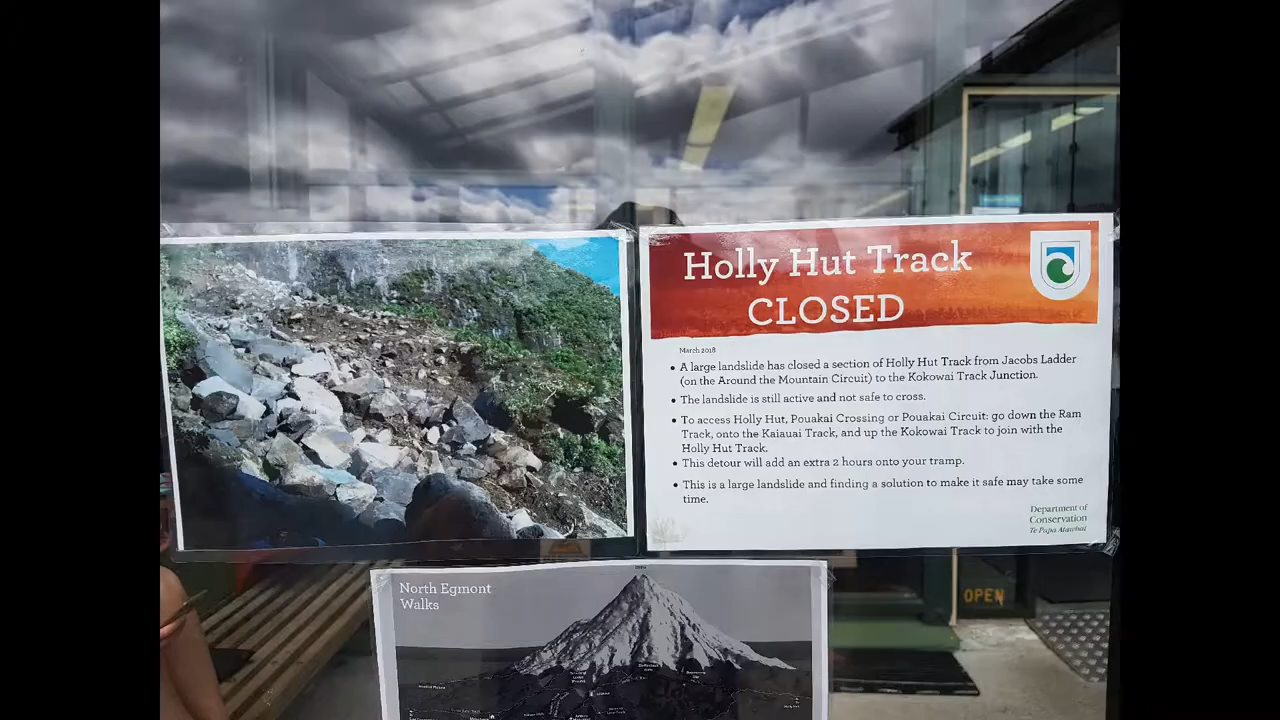 Holly Hut Track
CLOSED
March 2018
• A large landslide has closed a section of Holly Hut Track from Jacobs Ladder
(on the Around the Mountain Circuit) to the Kokowai Track Junction.
• The landslide is still active and not safe to cross.
• To access Holly Hut, Pouakai Crossing or Pouakai Circuit: go down the Ram
Track, onto the Kaiauai Track, and up the Kokowai Track to join with the
Holly Hut Track.
• This detour will add an extra 2 hours onto your tramp.
• This is a large landslide and finding a solution to make it safe may take some
time.
Department of
Conservation
Te Papa Atawhai
North Egmont
Walks
OPEN